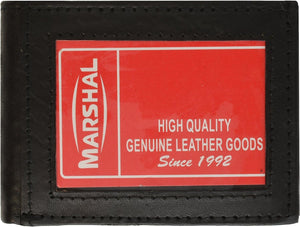 MARSHAL
HIGH QUALITY
GENUINE LEATHER GOODS
Since 1992